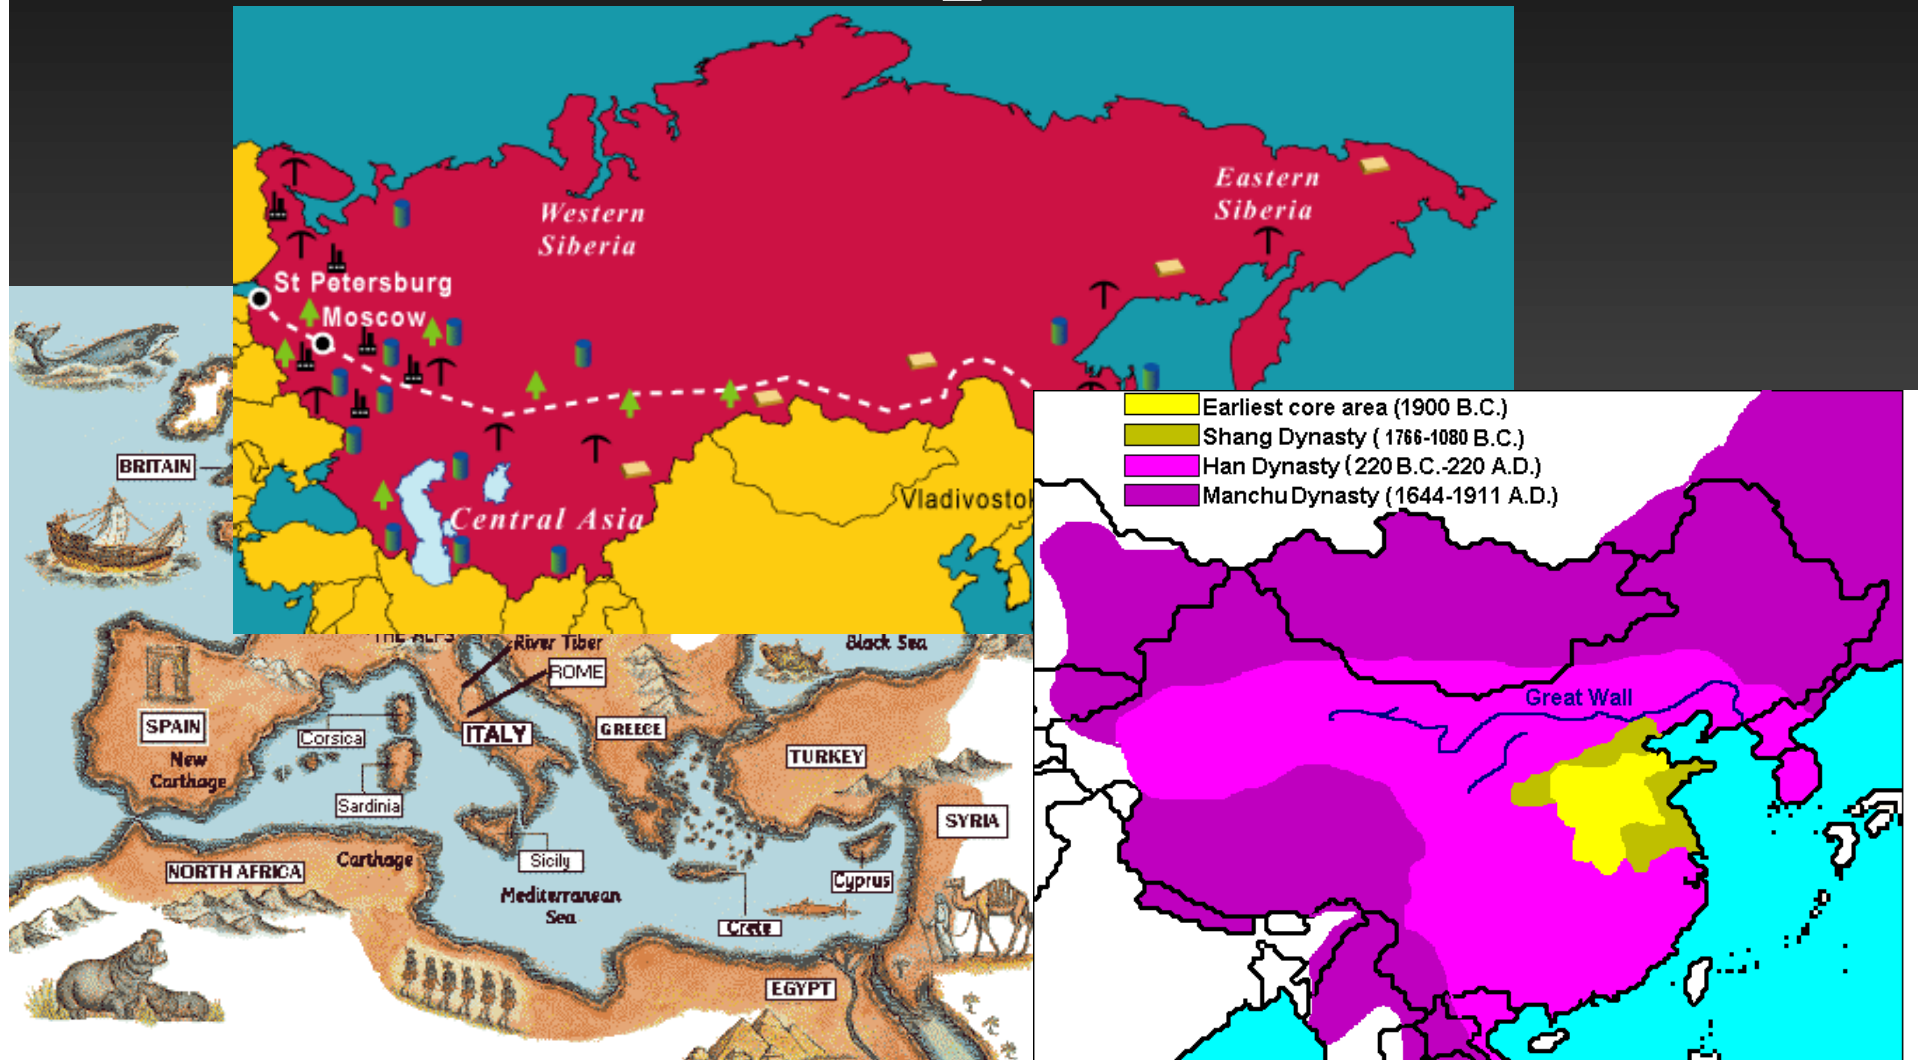 Eastern
Siberia
Western
Siberia
St Petersburg
Moscow
Central Asia
Earliest core area (1900 B.C.)
Shang Dynasty (1766-1080 B.C.)
Han Dynasty (220 B.C.-220 A.D.)
Manchu Dynasty (1644-1911 A.D.)
Great Wall
BRITAIN
THE ALPS
River Tiber
Black Sea
ROME
SPAIN
ITALY
GREECE
Corsica
New
Carthage
TURKEY
Sardinia
SYRIA
Carthage
Sicily
NORTH AFRICA
Cyprus
Mediterranean
Sea
Crete
EGYPT